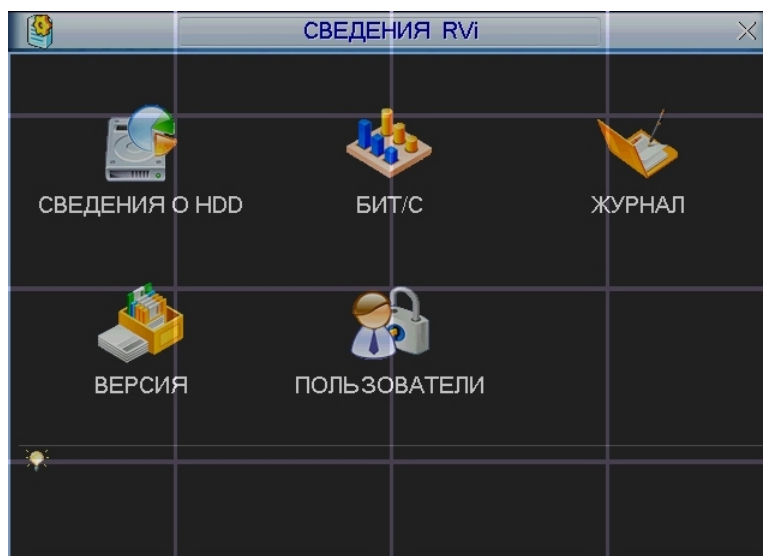 СВЕДЕНИЯ RVi
СВЕДЕНИЯ О HDD
БИТ/С
ЖУРНАЛ
ВЕРСИЯ
ПОЛЬЗОВАТЕЛИ